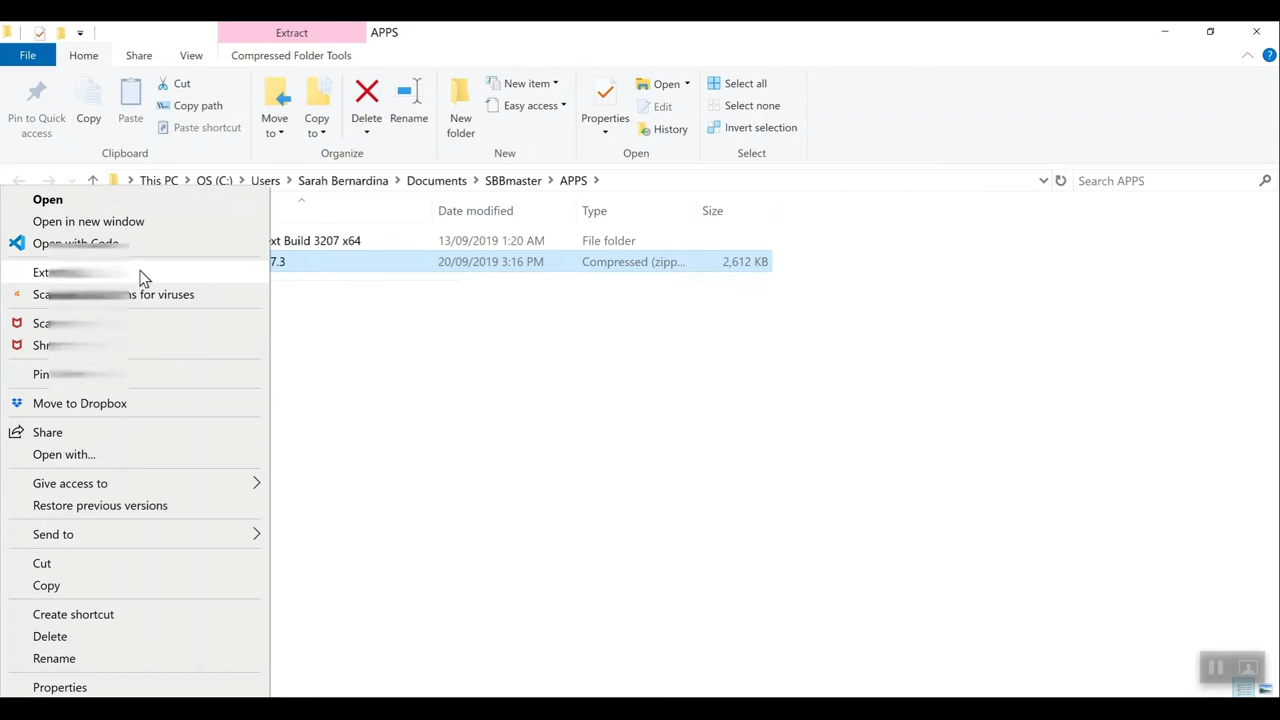 Extract
APPS
File
Home
Share
View
Compressed Folder Tools
Pin to Quick access
Copy
Paste
Cut
Copy path
Paste shortcut
Clipboard
Move to
Copy to
Delete
Rename
Organize
New folder
New item
Easy access
New
Properties
Open
Edit
History
Open
Select all
Select none
Invert selection
Select
This PC
OS (C:)
Users
Sarah Bernardina
Documents
SBBmaster
APPS
Search APPS
Date modified
Type
Size
Build 3207 x64
13/09/2019 1:20 AM
File folder
7.3
20/09/2019 3:16 PM
Compressed (zipp...
2,612 KB
Open
Open in new window
Open with Code
for viruses
Move to Dropbox
Share
Open with...
Give access to
Restore previous versions
Send to
Cut
Copy
Create shortcut
Delete
Rename
Properties